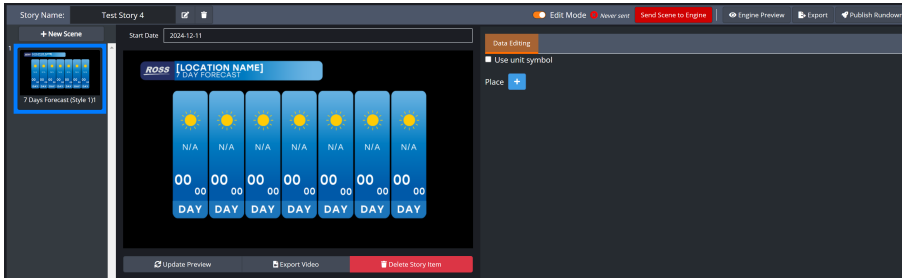 Story Name: Test Story 4 Edit Mode Never sent Send Scene to Engine Engine Preview Export Publish Rundown
+ New Scene
Start Date 2024-12-11
Data Editing
Use unit symbol
Place +
1
7 Days Forecast (Style 1)1
ROSS [LOCATION NAME]
7 DAY FORECAST
N/A N/A N/A N/A N/A N/A N/A
00 00 00 00 00 00 00
00 00 00 00 00 00 00
DAY DAY DAY DAY DAY DAY DAY
Update Preview Export Video Delete Story Item